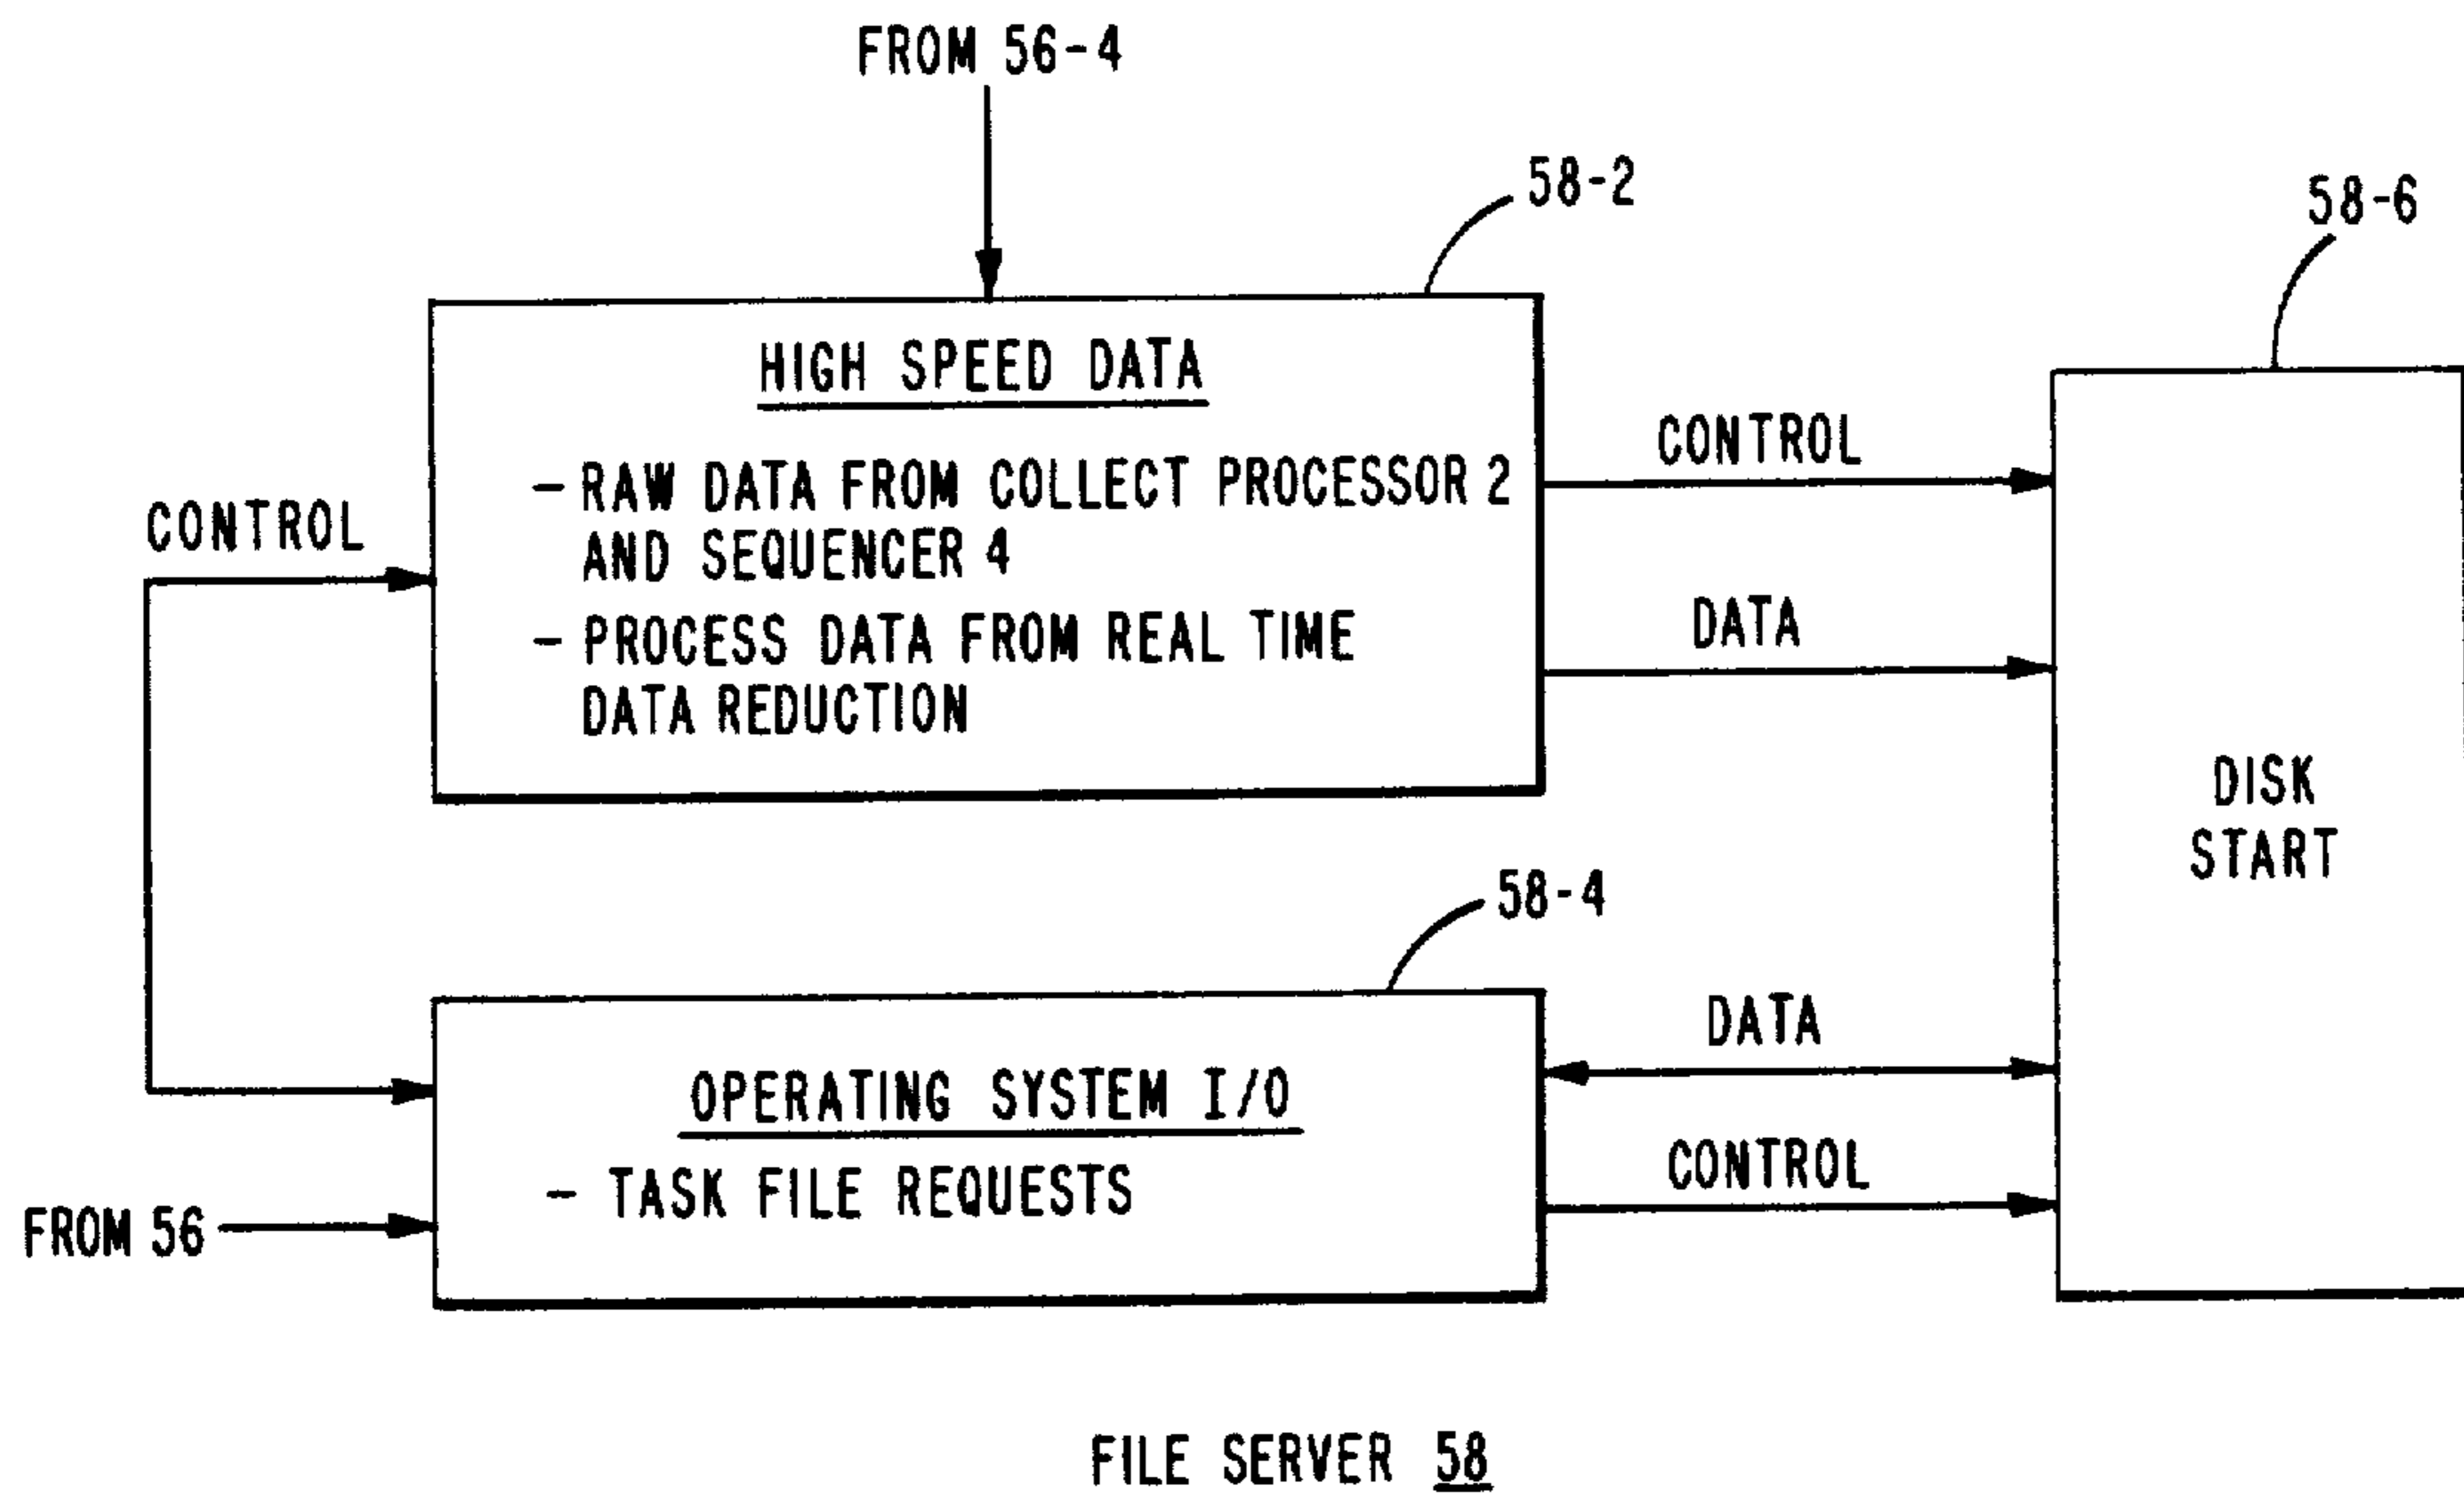 FROM 56-4
58-2
58-6
HIGH SPEED DATA
- RAW DATA FROM COLLECT PROCESSOR 2
AND SEQUENCER 4
- PROCESS DATA FROM REAL TIME
DATA REDUCTION
CONTROL
CONTROL
DATA
DISK
START
58-4
OPERATING SYSTEM I/O
- TASK FILE REQUESTS
DATA
CONTROL
FROM 56
FILE SERVER 58